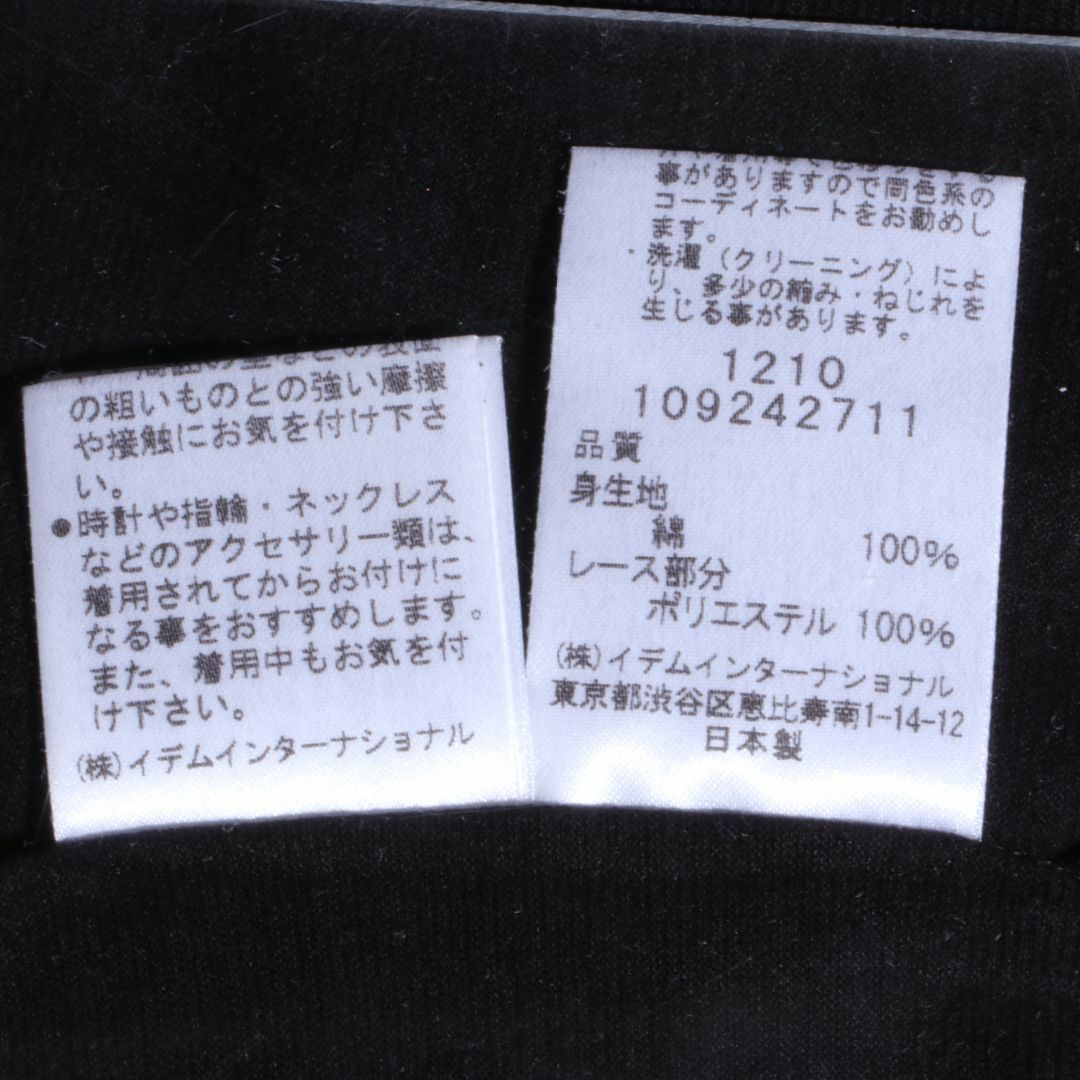 の粗いものとの強い摩擦
や接触にお気を付け下さ
い。
●時計や指輪・ネックレス
などのアクセサリー類は、
着用されてからお付けに
なる事をおすすめします。
また、着用中もお気を付
け下さい。
(株)イデムインターナショナル
事がありますので同色系の
コーディネートをお勧めし
ます。
・洗濯(クリーニング)によ
り、多少の縮み・ねじれを
生じる事があります。
1210
109242711
品質
身生地
綿 100%
レース部分
ポリエステル 100%
(株)イデムインターナショナル
東京都渋谷区恵比寿南1-14-12
日本製